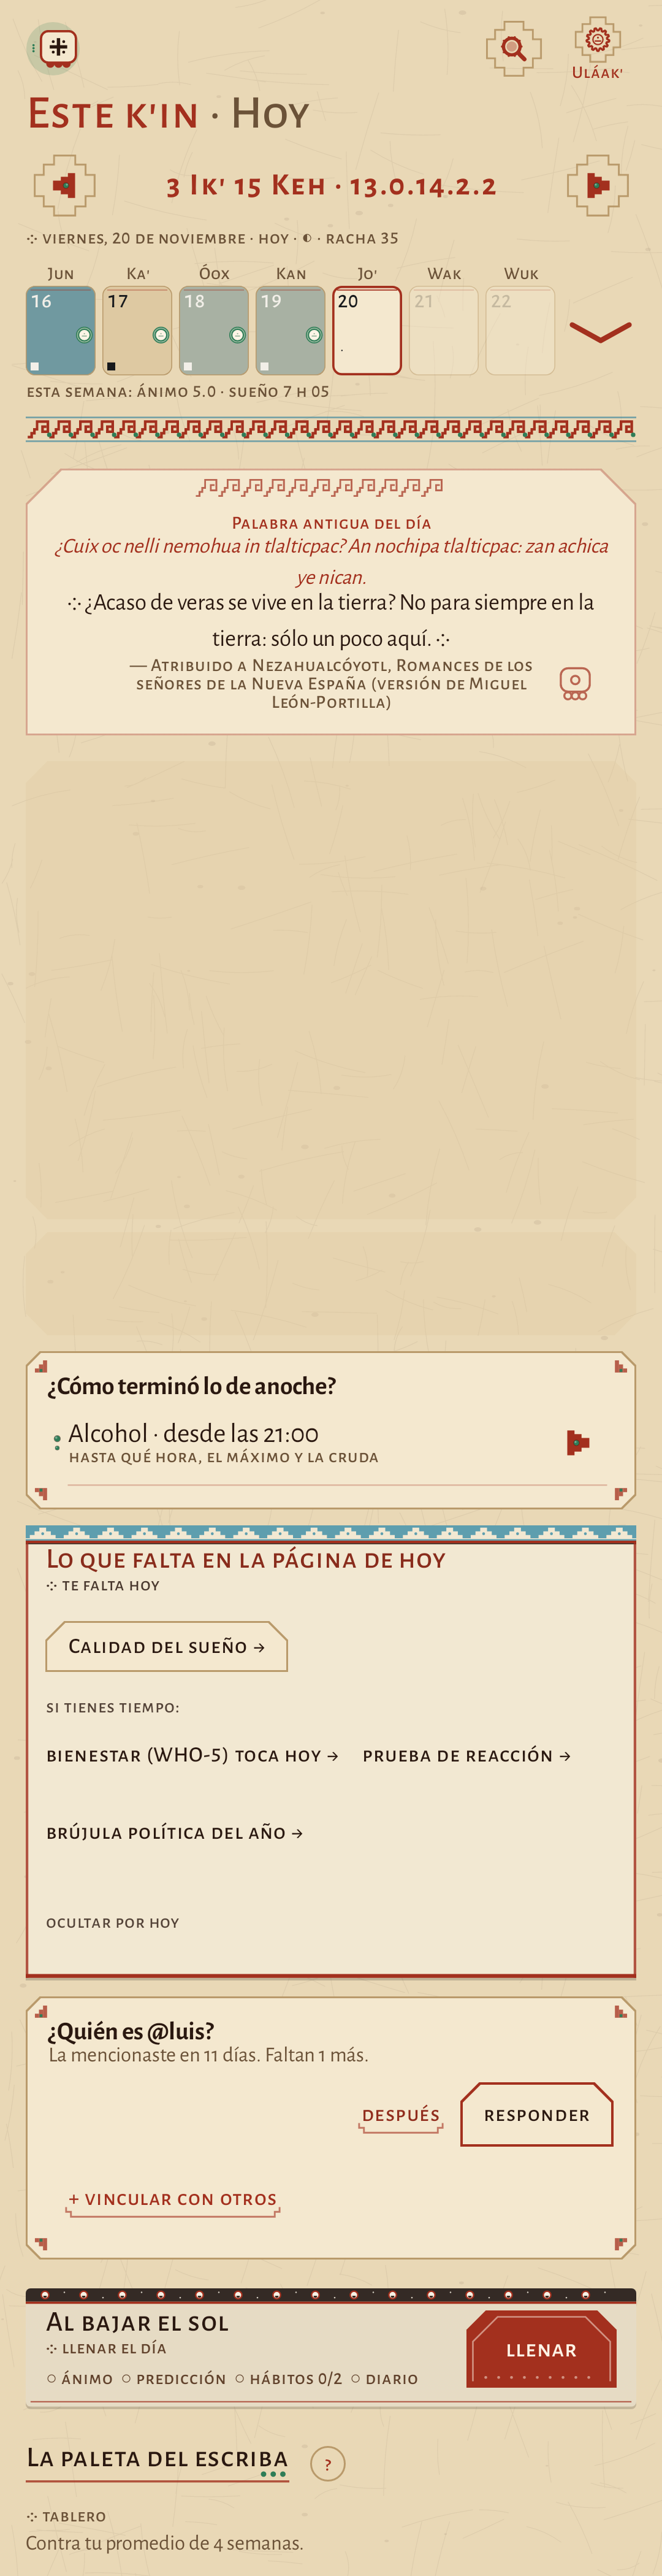 Uláak'
Este k'in · Hoy
3 Ik' 15 Keh · 13.0.14.2.2
viernes, 20 de noviembre · hoy · · racha 35
Jun Ka' Óox Kan Jo' Wak Wuk
16 17 18 19 20 21 22
esta semana: ánimo 5.0 · sueño 7 h 05
Palabra antigua del día
¿Cuix oc nelli nemohua in tlalticpac? An nochipa tlalticpac: zan achica
ye nican.
¿Acaso de veras se vive en la tierra? No para siempre en la
tierra: sólo un poco aquí.
— Atribuido a Nezahualcóyotl, Romances de los
señores de la Nueva España (versión de Miguel
León-Portilla)
¿Cómo terminó lo de anoche?
Alcohol · desde las 21:00
hasta qué hora, el máximo y la cruda
Lo que falta en la página de hoy
te falta hoy
Calidad del sueño →
si tienes tiempo:
bienestar (WHO-5) toca hoy → prueba de reacción →
brújula política del año →
ocultar por hoy
¿Quién es @luis?
La mencionaste en 11 días. Faltan 1 más.
después responder
+ vincular con otros
Al bajar el sol
llenar el día
llenar
○ ánimo ○ predicción ○ hábitos 0/2 ○ diario
La paleta del escriba ?
tablero
Contra tu promedio de 4 semanas.